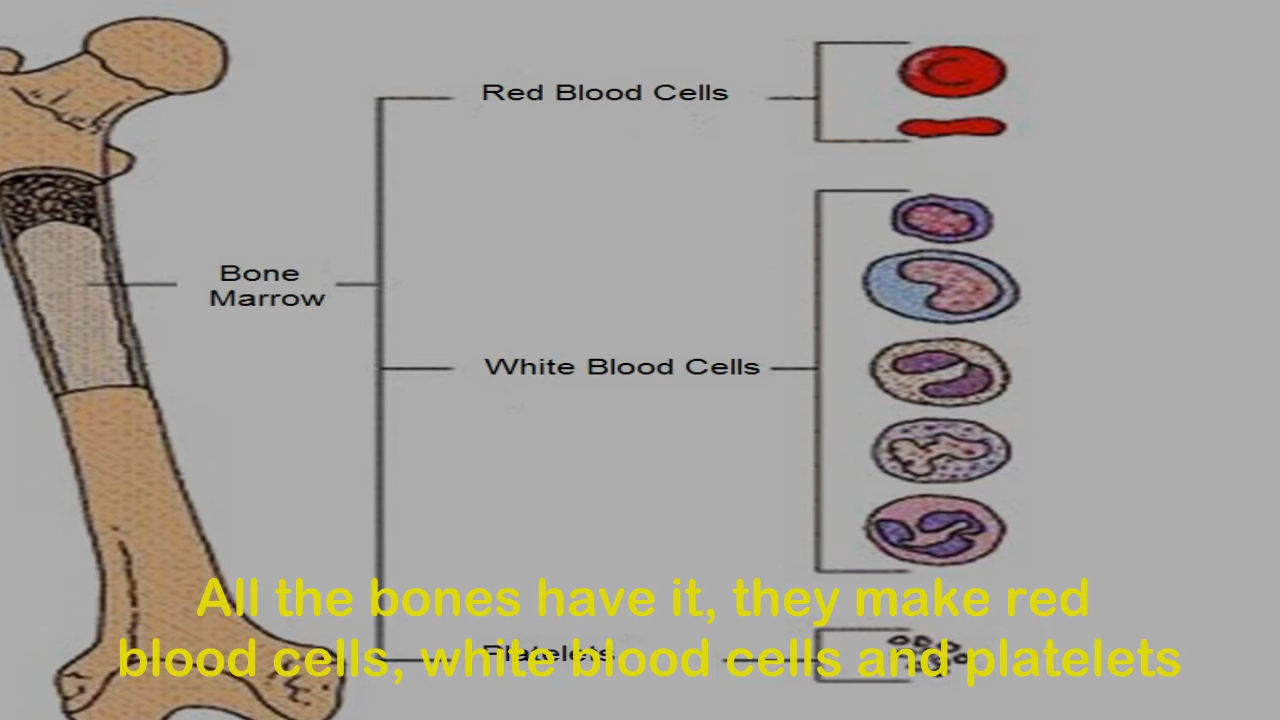 Red Blood Cells
Bone
Marrow
White Blood Cells
Platelets
All the bones have it, they make red
blood cells, white blood cells and platelets